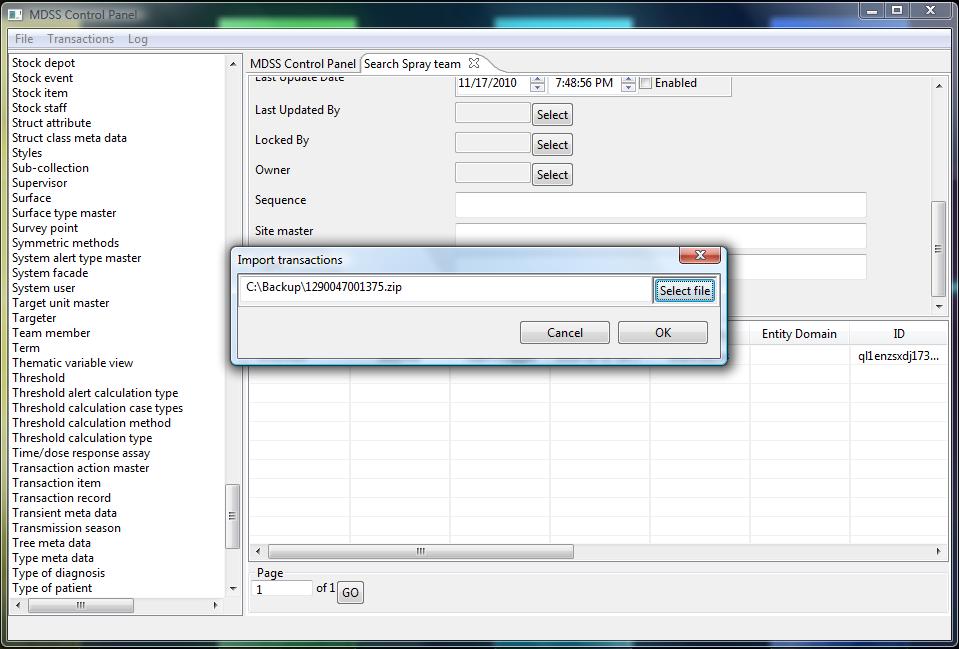 MDSS Control Panel
File Transactions Log
Stock depot
Stock event
Stock item
Stock staff
Struct attribute
Struct class meta data
Styles
Sub-collection
Supervisor
Surface
Surface type master
Survey point
Symmetric methods
System alert type master
System facade
System user
Target unit master
Targeter
Team member
Term
Thematic variable view
Threshold
Threshold alert calculation type
Threshold calculation case types
Threshold calculation method
Threshold calculation type
Time/dose response assay
Transaction action master
Transaction item
Transaction record
Transient meta data
Transmission season
Tree meta data
Type meta data
Type of diagnosis
Type of patient
MDSS Control Panel Search Spray team
Last Update Date 11/17/2010 7:48:56 PM Enabled
Last Updated By Select
Locked By Select
Owner Select
Sequence
Site master
Import transactions
C:\Backup\1290047001375.zip Select file
Cancel OK
Entity Domain ID
ql1enzsxdj173...
Page
1 of 1 GO